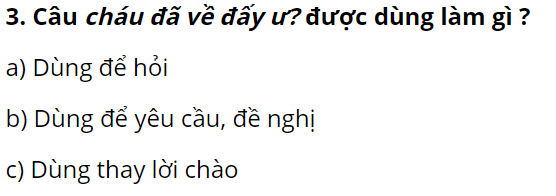 3. Câu cháu đã về đấy ư? được dùng làm gì ?
a) Dùng để hỏi
b) Dùng để yêu cầu, đề nghị
c) Dùng thay lời chào